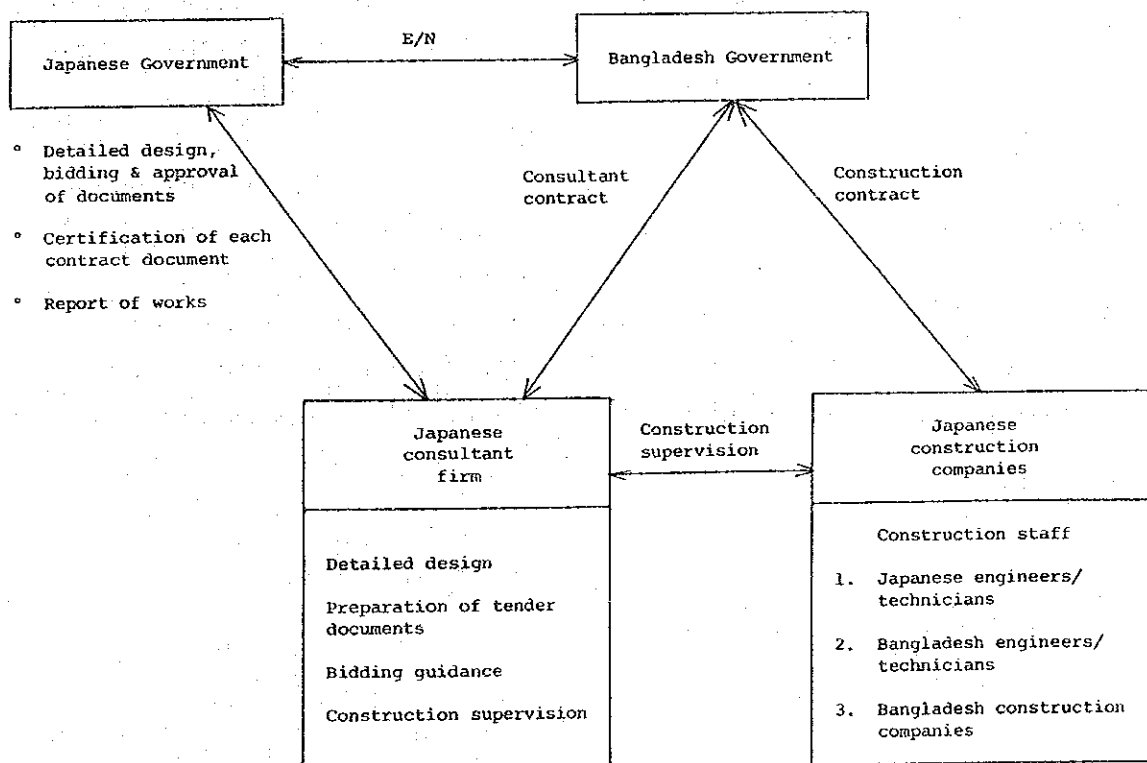 E/N
Japanese Government
Bangladesh Government
° Detailed design,
bidding & approval
of documents
° Certification of each
contract document
° Report of works
Consultant
contract
Construction
contract
Japanese
consultant
firm
Construction
supervision
Japanese
construction
companies
Detailed design
Preparation of tender
documents
Bidding guidance
Construction supervision
Construction staff
1. Japanese engineers/
technicians
2. Bangladesh engineers/
technicians
3. Bangladesh construction
companies